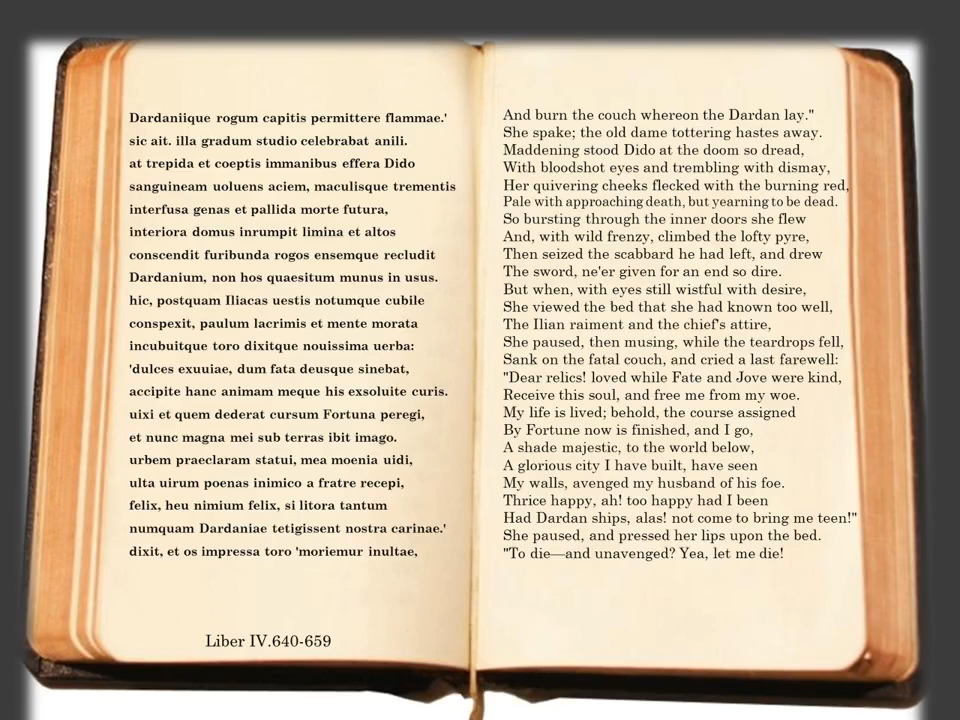 Dardaniique rogum capitis permittere flammae.'
sic ait. illa gradum studio celebrabat anili.
at trepida et coeptis immanibus effera Dido
sanguineam uoluens aciem, maculisque trementis
interfusa genas et pallida morte futura,
interiora domus inrumpit limina et altos
conscendit furibunda rogos ensemque recludit
Dardanium, non hos quaesitum munus in usus.
hic, postquam Iliacas uestis notumque cubile
conspexit, paulum lacrimis et mente morata
incubuitque toro dixitque nouissima uerba:
'dulces exuuiae, dum fata deusque sinebat,
accipite hanc animam meque his exsoluite curis.
uixi et quem dederat cursum Fortuna peregi,
et nunc magna mei sub terras ibit imago.
urbem praeclaram statui, mea moenia uidi,
ulta uirum poenas inimico a fratre recepi,
felix, heu nimium felix, si litora tantum
numquam Dardaniae tetigissent nostra carinae.'
dixit, et os impressa toro 'moriemur inultae,
Liber IV.640-659
And burn the couch whereon the Dardan lay."
She spake; the old dame tottering hastes away.
Maddening stood Dido at the doom so dread,
With bloodshot eyes and trembling with dismay,
Her quivering cheeks flecked with the burning red,
Pale with approaching death, but yearning to be dead.
So bursting through the inner doors she flew
And, with wild frenzy, climbed the lofty pyre,
Then seized the scabbard he had left, and drew
The sword, ne'er given for an end so dire.
But when, with eyes still wistful with desire,
She viewed the bed that she had known too well,
The Ilian raiment and the chief's attire,
She paused, then musing, while the teardrops fell,
Sank on the fatal couch, and cried a last farewell:
"Dear relics! loved while Fate and Jove were kind,
Receive this soul, and free me from my woe.
My life is lived; behold, the course assigned
By Fortune now is finished, and I go,
A shade majestic, to the world below,
A glorious city I have built, have seen
My walls, avenged my husband of his foe.
Thrice happy, ah! too happy had I been
Had Dardan ships, alas! not come to bring me teen!"
She paused, and pressed her lips upon the bed.
"To die—and unavenged? Yea, let me die!